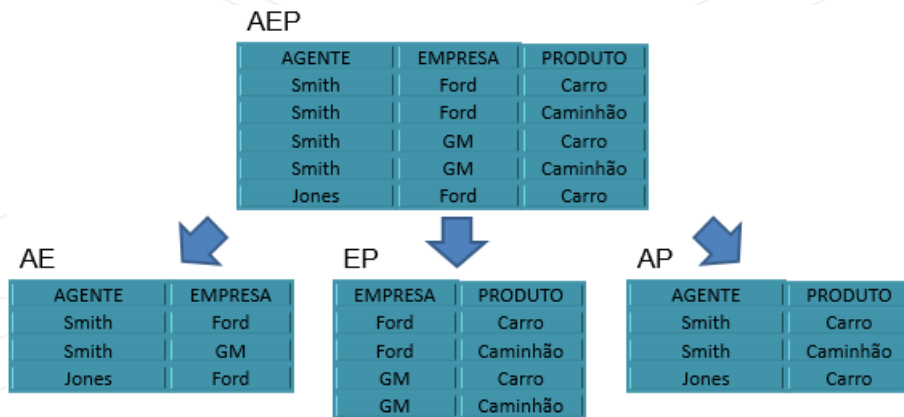 AEP
AGENTE EMPRESA PRODUTO
Smith Ford Carro
Smith Ford Caminhão
Smith GM Carro
Smith GM Caminhão
Jones Ford Carro
AE
AGENTE EMPRESA
Smith Ford
Smith GM
Jones Ford
EP
EMPRESA PRODUTO
Ford Carro
Ford Caminhão
GM Carro
GM Caminhão
AP
AGENTE PRODUTO
Smith Carro
Smith Caminhão
Jones Carro